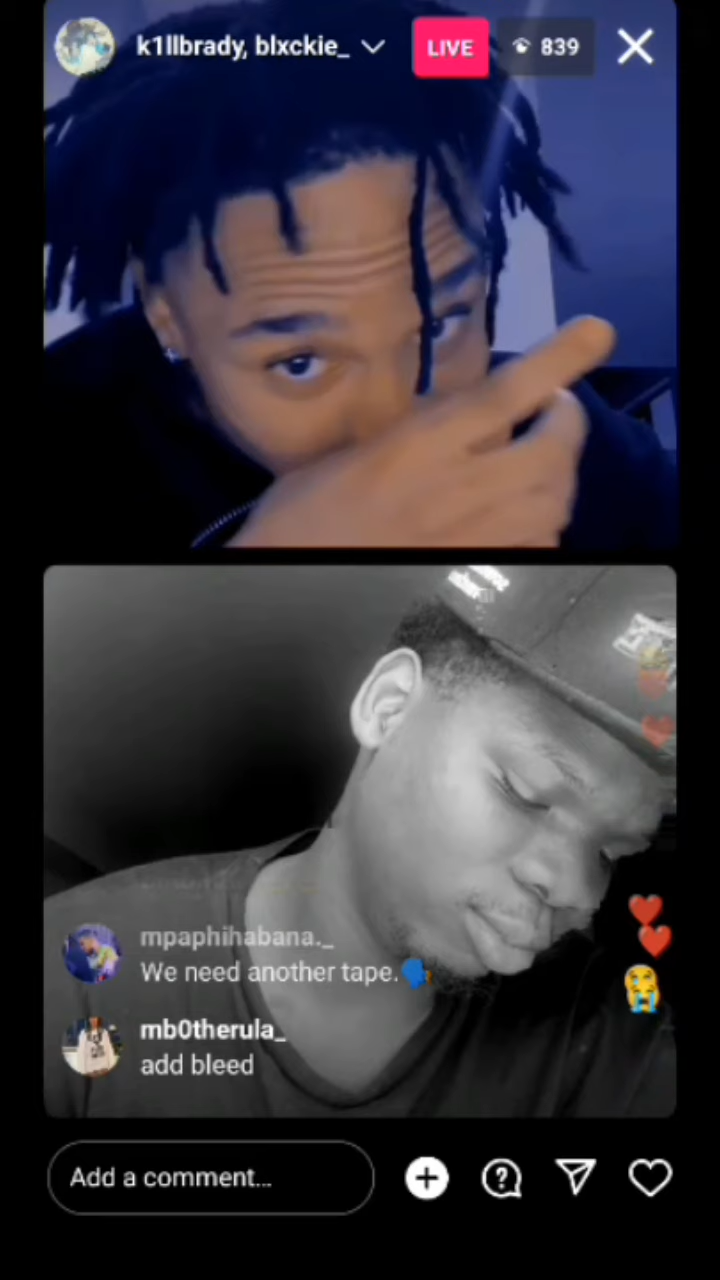 k1llbrady, blxckie_
LIVE
839
mpaphihabana._
We need another tape.🗣
mb0therula_
add bleed
Add a comment...